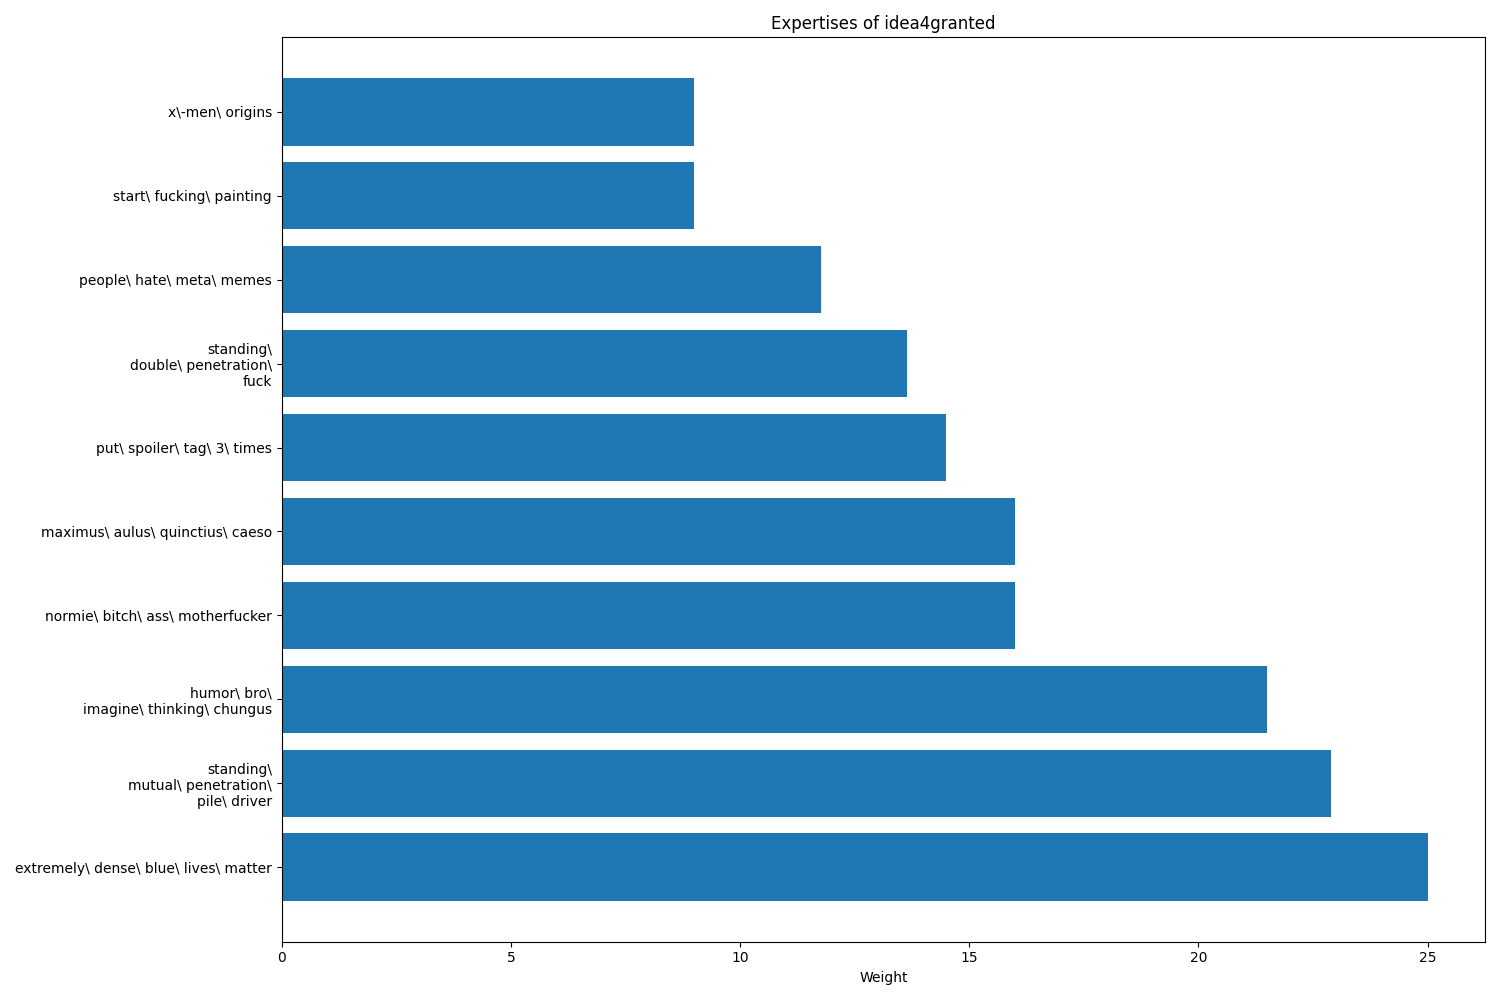 Expertises of idea4granted
x\-men\ origins
start\ fucking\ painting
people\ hate\ meta\ memes
standing\
double\ penetration\
fuck
put\ spoiler\ tag\ 3\ times
maximus\ aulus\ quinctius\ caeso
normie\ bitch\ ass\ motherfucker
humor\ bro\
imagine\ thinking\ chungus
standing\
mutual\ penetration\
pile\ driver
extremely\ dense\ blue\ lives\ matter
0 5 10 15 20 25
Weight